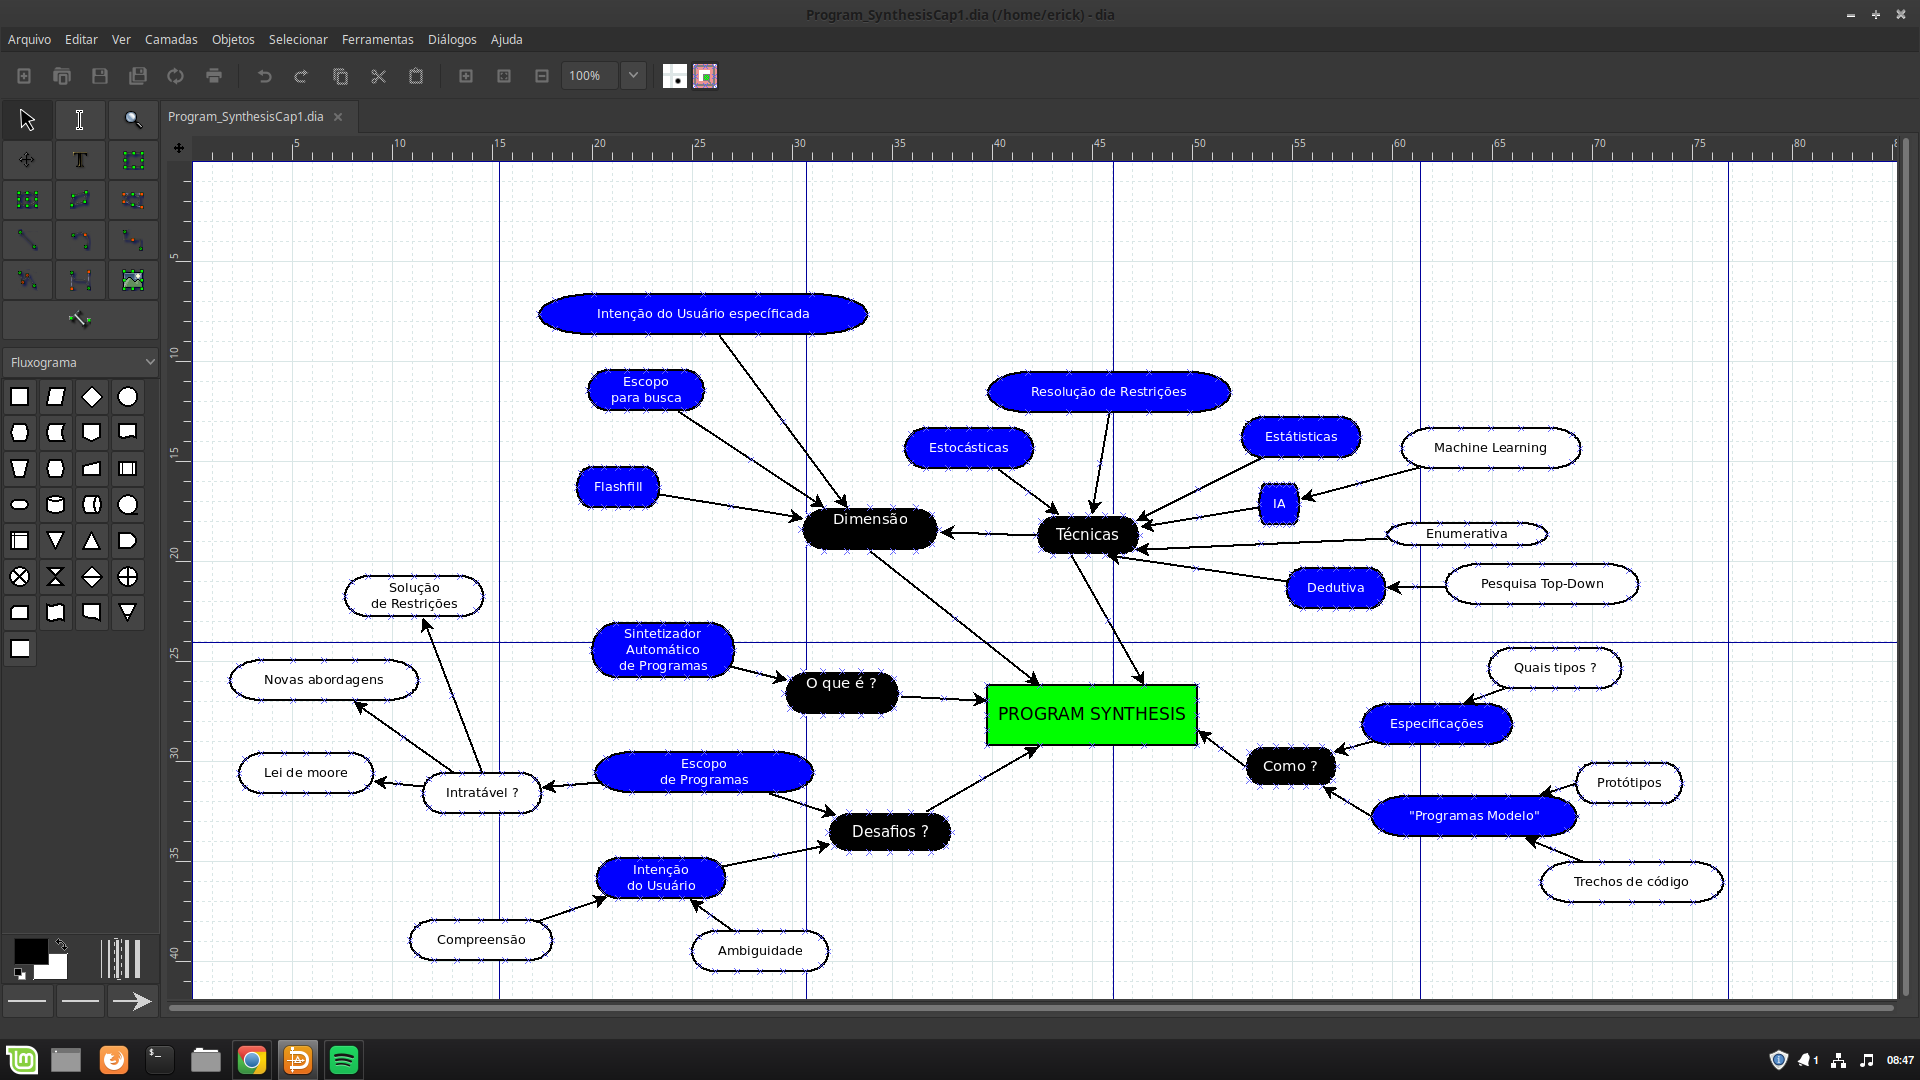 Program_SynthesisCap1.dia (/home/erick) - dia
Arquivo Editar Ver Camadas Objetos Selecionar Ferramentas Diálogos Ajuda
100%
Program_SynthesisCap1.dia
5 10 15 20 25 30 35 40 45 50 55 60 65 70 75 80
5
10
15
20
25
30
35
40
Fluxograma
Intenção do Usuário específicada
Escopo
para busca
Flashfill
Dimensão
Resolução de Restrições
Estocásticas
Estátisticas
Machine Learning
IA
Técnicas
Enumerativa
Dedutiva
Pesquisa Top-Down
Solução
de Restrições
Novas abordagens
Lei de moore
Intratável ?
Sintetizador
Automático
de Programas
O que é ?
PROGRAM SYNTHESIS
Escopo
de Programas
Desafios ?
Intenção
do Usuário
Compreensão
Ambiguidade
Quais tipos ?
Especificações
Como ?
Protótipos
"Programas Modelo"
Trechos de código
1
08:47